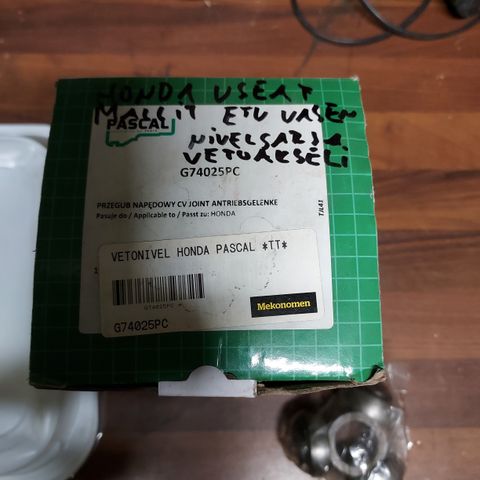 HONDA USEAT
MALLIT ETU VASEN
PASCAL
NIVELSARJA
VETOAKSELI
G74025PC
PRZEGUB NAPĘDOWY CV JOINT ANTRIEBSGELENKE
Pasuje do / Applicable to / Passt zu: HONDA
VETONIVEL HONDA PASCAL *TT*
G74025PC
Mekonomen
G74025PC